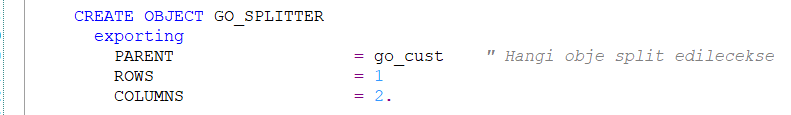 CREATE OBJECT GO_SPLITTER
exporting
PARENT = go_cust " Hangi obje split edilecekse
ROWS = 1
COLUMNS = 2.